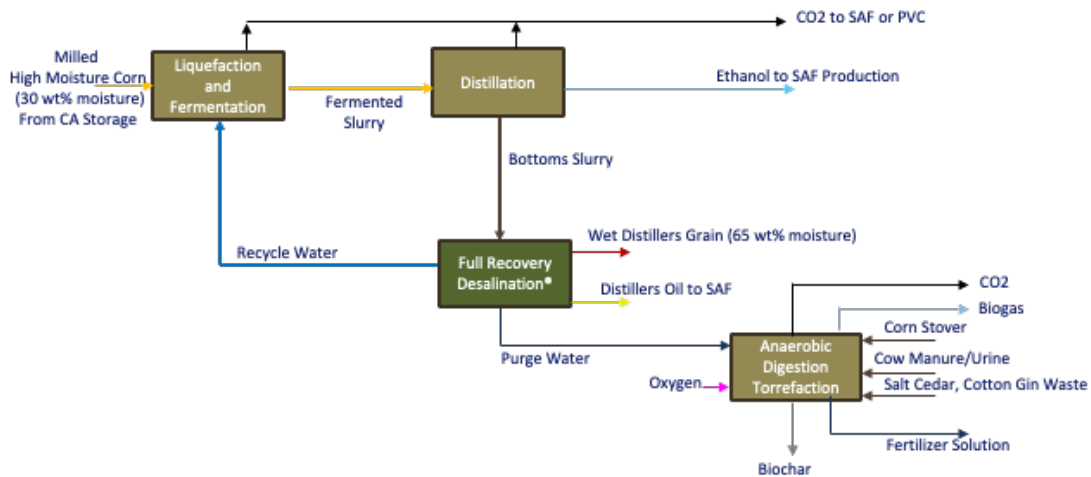 CO2 to SAF or PVC
Milled
High Moisture Corn
(30 wt% moisture)
From CA Storage
Liquefaction
and
Fermentation
Fermented
Slurry
Distillation
Ethanol to SAF Production
Bottoms Slurry
Recycle Water
Full Recovery
Desalination®
Wet Distillers Grain (65 wt% moisture)
Distillers Oil to SAF
Purge Water
Oxygen
Anaerobic
Digestion
Torrefaction
CO2
Biogas
Corn Stover
Cow Manure/Urine
Salt Cedar, Cotton Gin Waste
Fertilizer Solution
Biochar